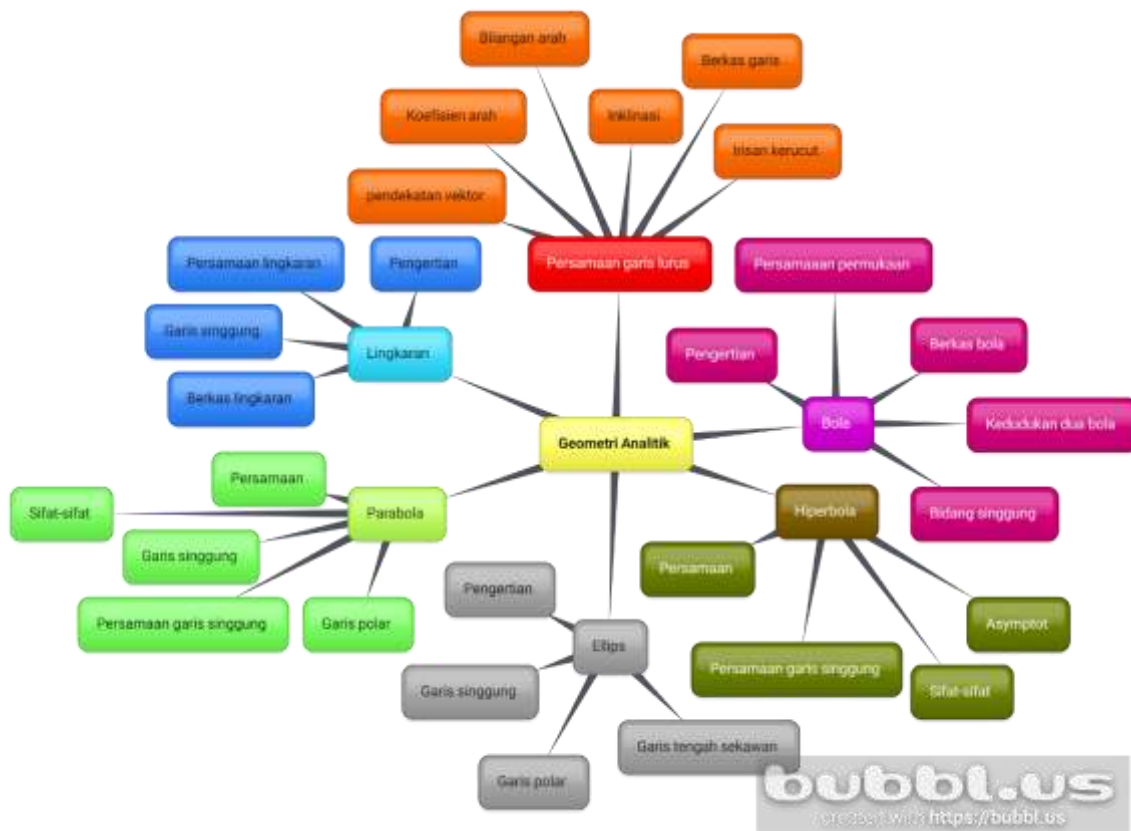 Bilangan arah
Berkas garis
Koefisien arah
Inklinasi
Irisan kerucut
pendekatan vektor
Persamaan garis lurus
Persamaan lingkaran
Pengertian
Garis singgung
Lingkaran
Berkas lingkaran
Persamaaan permukaan
Pengertian
Berkas bola
Bola
Kedudukan dua bola
Bidang singgung
Geometri Analitik
Persamaan
Sifat-sifat
Parabola
Garis singgung
Persamaan garis singgung
Garis polar
Hiperbola
Persamaan
Asymptot
Persamaan garis singgung
Sifat-sifat
Pengertian
Ellips
Garis singgung
Garis tengah sekawan
Garis polar
bubbl.us
created with https://bubbl.us